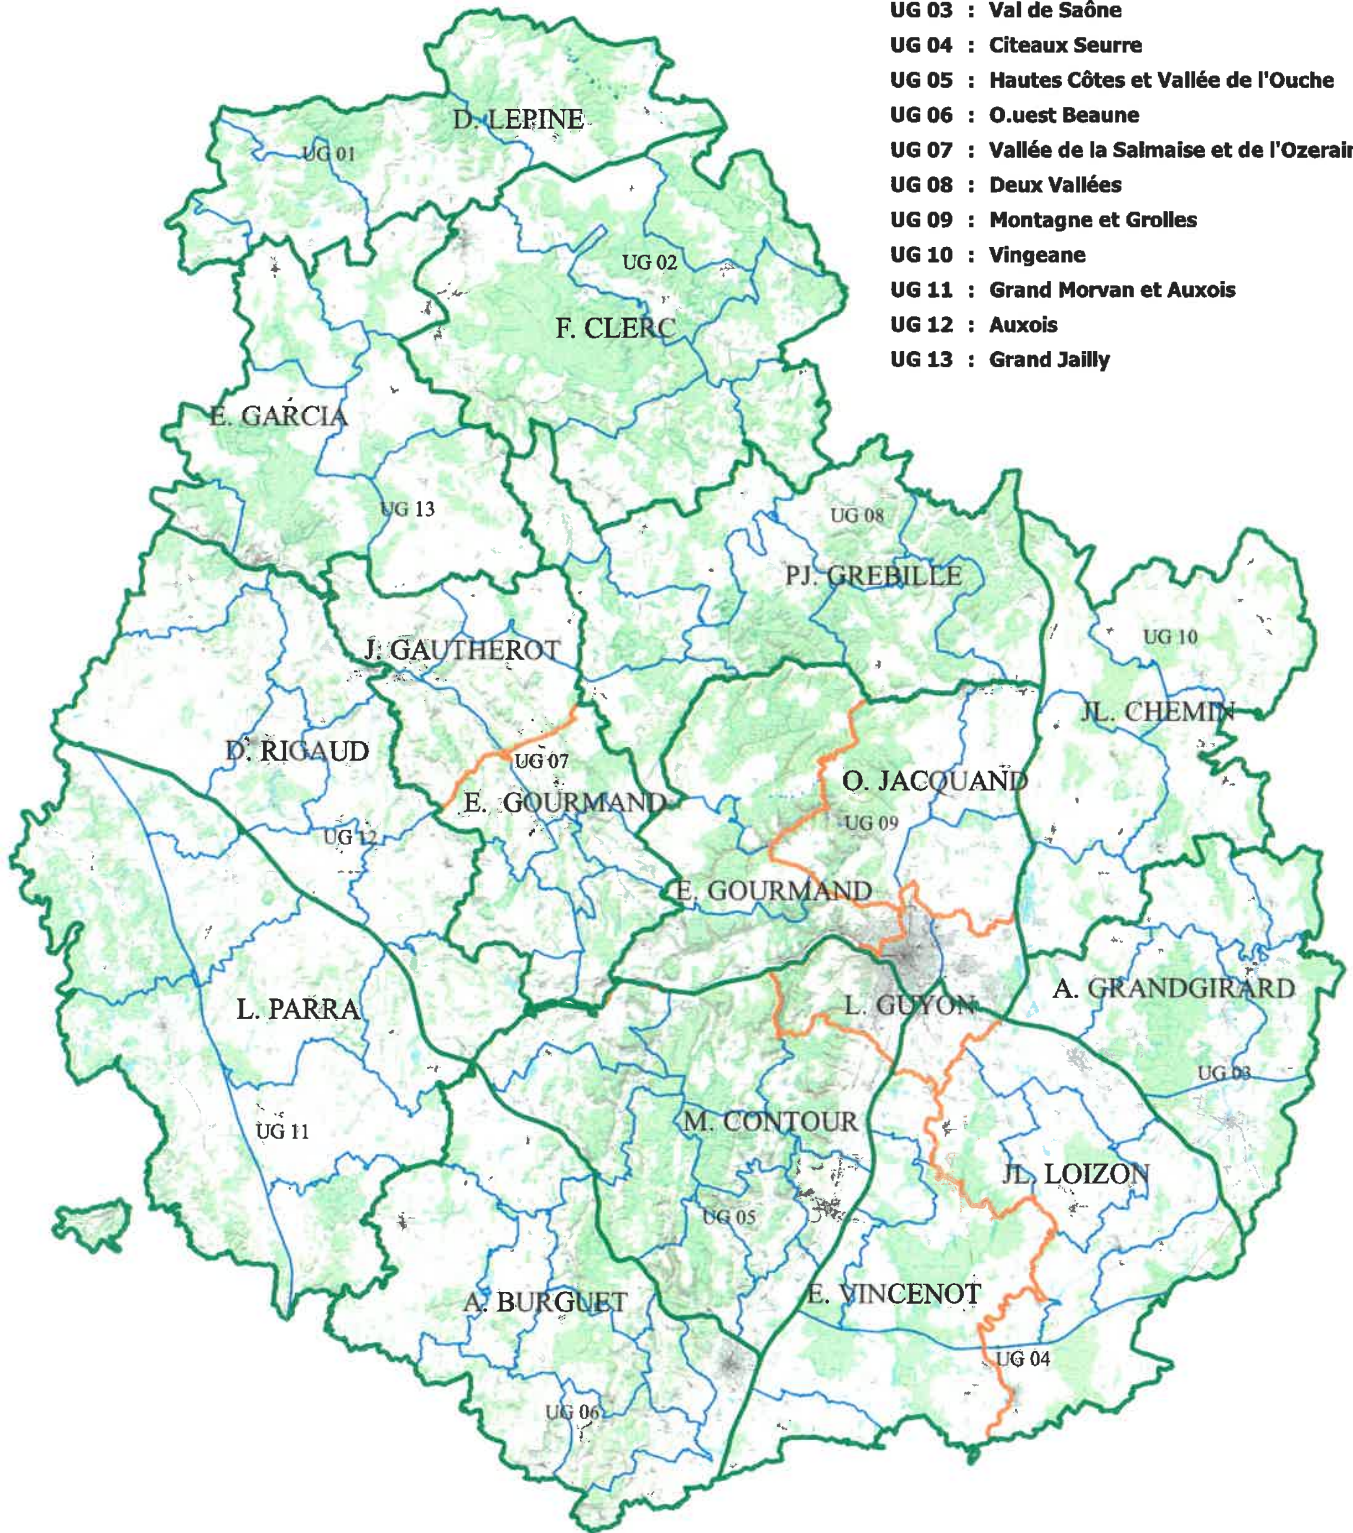 UG 03 : Val de Saône
UG 04 : Citeaux Seurre
UG 05 : Hautes Côtes et Vallée de l'Ouche
UG 06 : O.uest Beaune
UG 07 : Vallée de la Salmaise et de l'Ozerain
UG 08 : Deux Vallées
UG 09 : Montagne et Grolles
UG 10 : Vingeane
UG 11 : Grand Morvan et Auxois
UG 12 : Auxois
UG 13 : Grand Jailly
D. LEPINE
UG 01
UG 02
F. CLERC
E. GARCIA
UG 13
UG 08
PJ. GREBILLE
UG 10
J. GAUTHEROT
JL. CHEMIN
D. RIGAUD
UG 07
O. JACQUAND
E. GOURMAND
UG 09
UG 12
E. GOURMAND
A. GRANDGIRARD
L. PARRA
L. GUYON
UG 03
M. CONTOUR
UG 11
JL. LOIZON
UG 05
E. VINCENOT
A. BURGUET
UG 04
UG 06